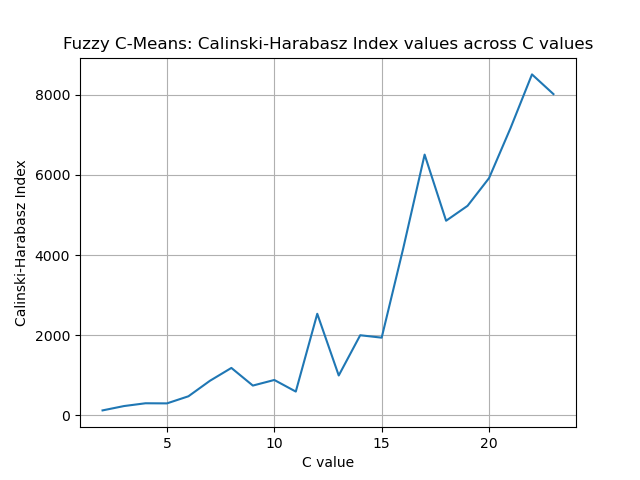 Fuzzy C-Means: Calinski-Harabasz Index values across C values
8000
6000
4000
2000
0
Calinski-Harabasz Index
5 10 15 20
C value